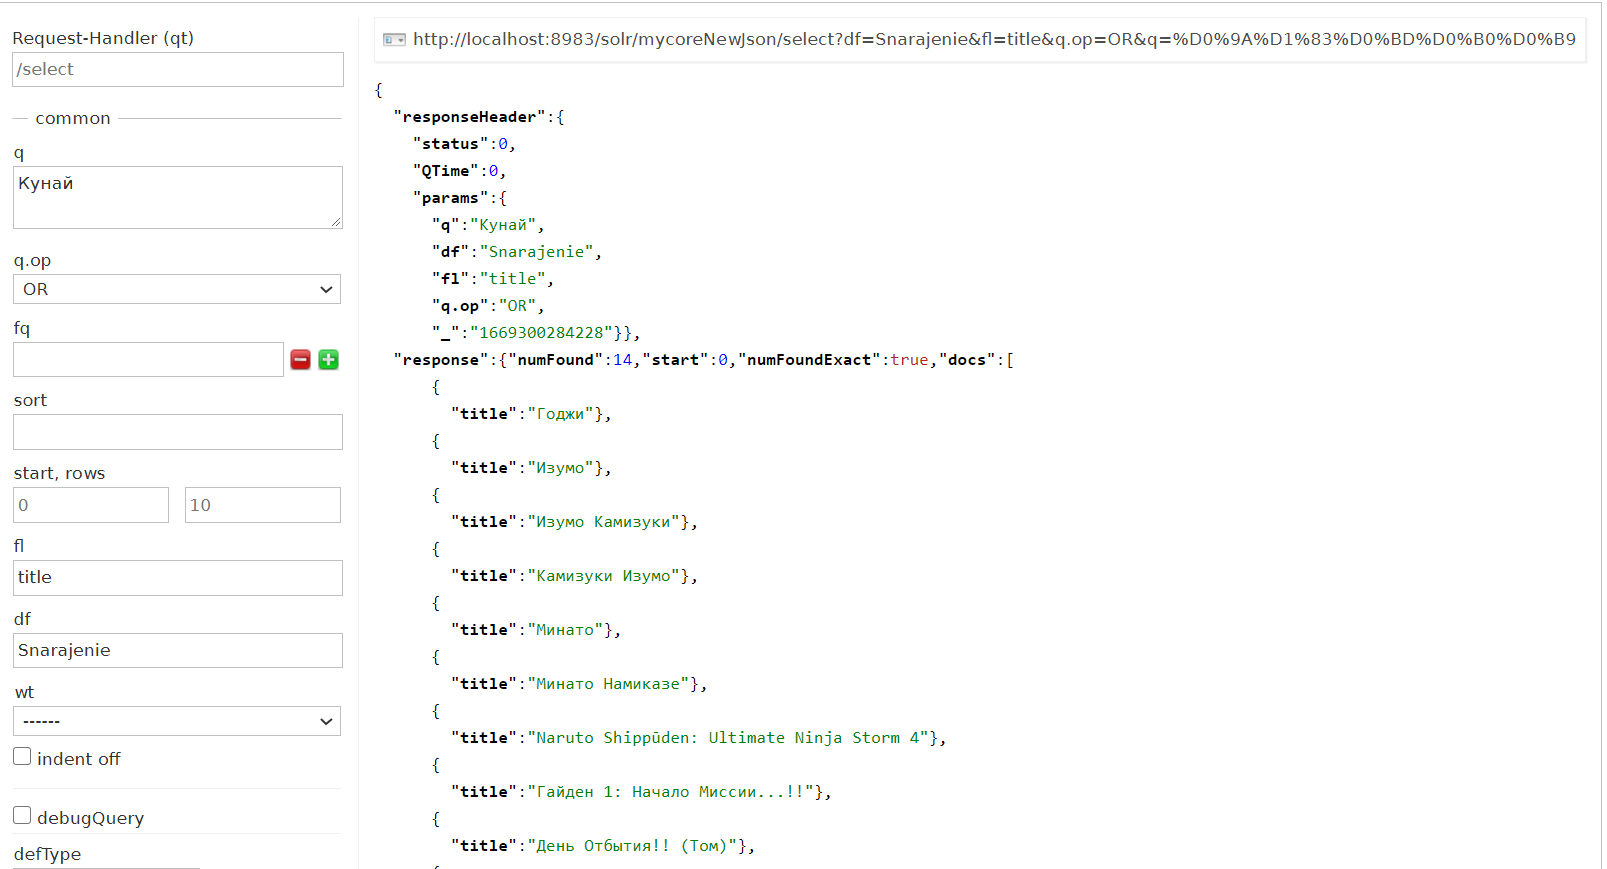 Request-Handler (qt)
/select
common
q
Кунай
q.op
OR
fq
sort
start, rows
0 10
fl
title
df
Snarajenie
wt
------
indent off
debugQuery
defType
http://localhost:8983/solr/mycoreNewJson/select?df=Snarajenie&fl=title&q.op=OR&q=%D0%9A%D1%83%D0%BD%D0%B0%D0%B9
{
"responseHeader":{
"status":0,
"QTime":0,
"params":{
"q":"Кунай",
"df":"Snarajenie",
"fl":"title",
"q.op":"OR",
"_":"1669300284228"}},
"response":{"numFound":14,"start":0,"numFoundExact":true,"docs":[
{
"title":"Годжи"},
{
"title":"Изумо"},
{
"title":"Изумо Камизуки"},
{
"title":"Камизуки Изумо"},
{
"title":"Минато"},
{
"title":"Минато Намиказе"},
{
"title":"Naruto Shippūden: Ultimate Ninja Storm 4"},
{
"title":"Гайден 1: Начало Миссии...!!"},
{
"title":"День Отбытия!! (Том)"},